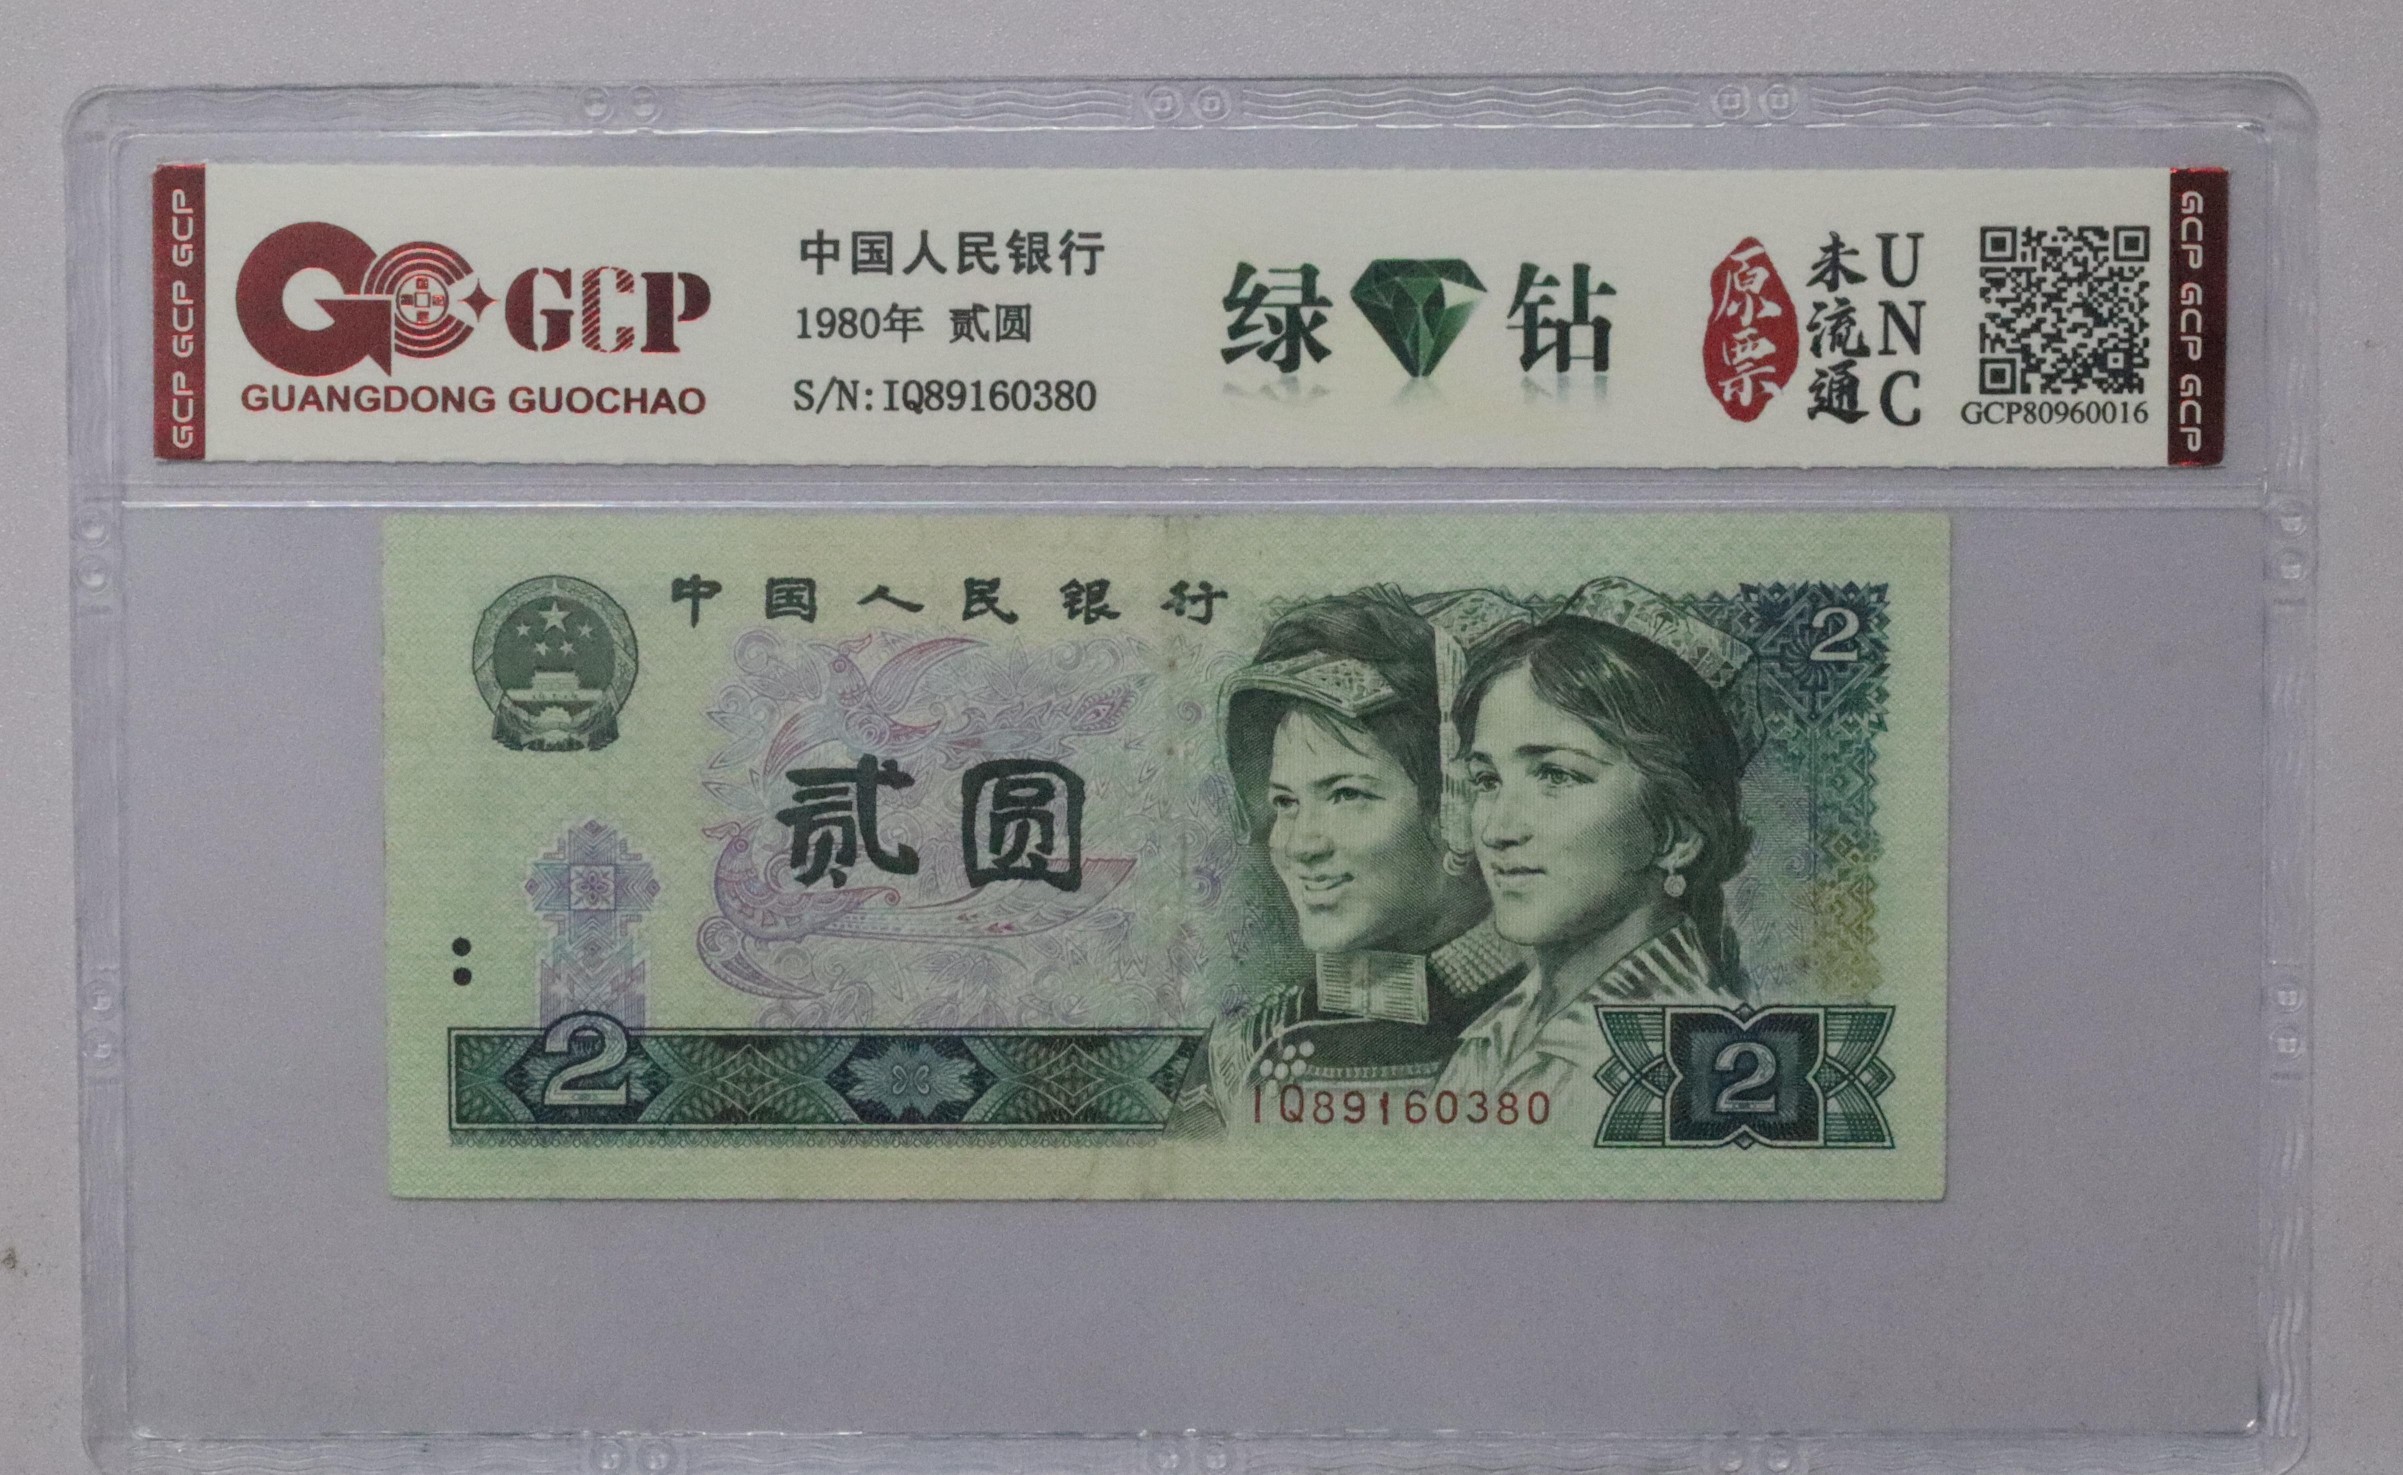 GCP GCP GCP
GCP
GUANGDONG GUOCHAO
中国人民银行
1980年 贰圆
S/N:IQ89160380
绿钻
原票
未流通
UNC
GCP80960016
GCP GCP GCP
中国人民银行
2
贰圆
2
IQ89160380
2